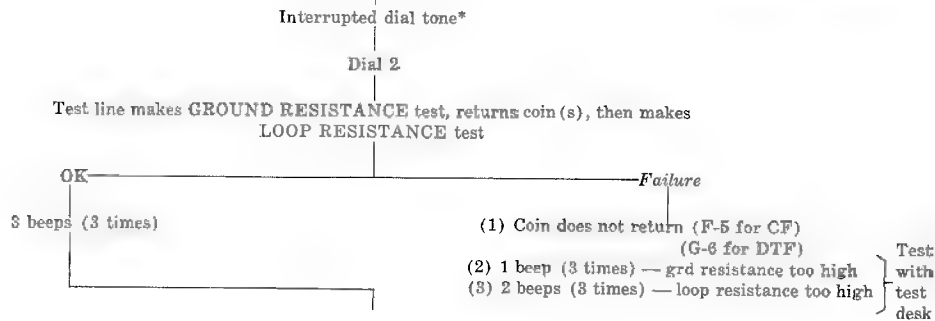 Interrupted dial tone*
Dial 2
Test line makes GROUND RESISTANCE test, returns coin(s), then makes
LOOP RESISTANCE test
OK
Failure
3 beeps (3 times)
(1) Coin does not return (F-5 for CF)
(G-6 for DTF)
(2) 1 beep (3 times) — grd resistance too high
(3) 2 beeps (3 times) — loop resistance too high
Test
with
test
desk